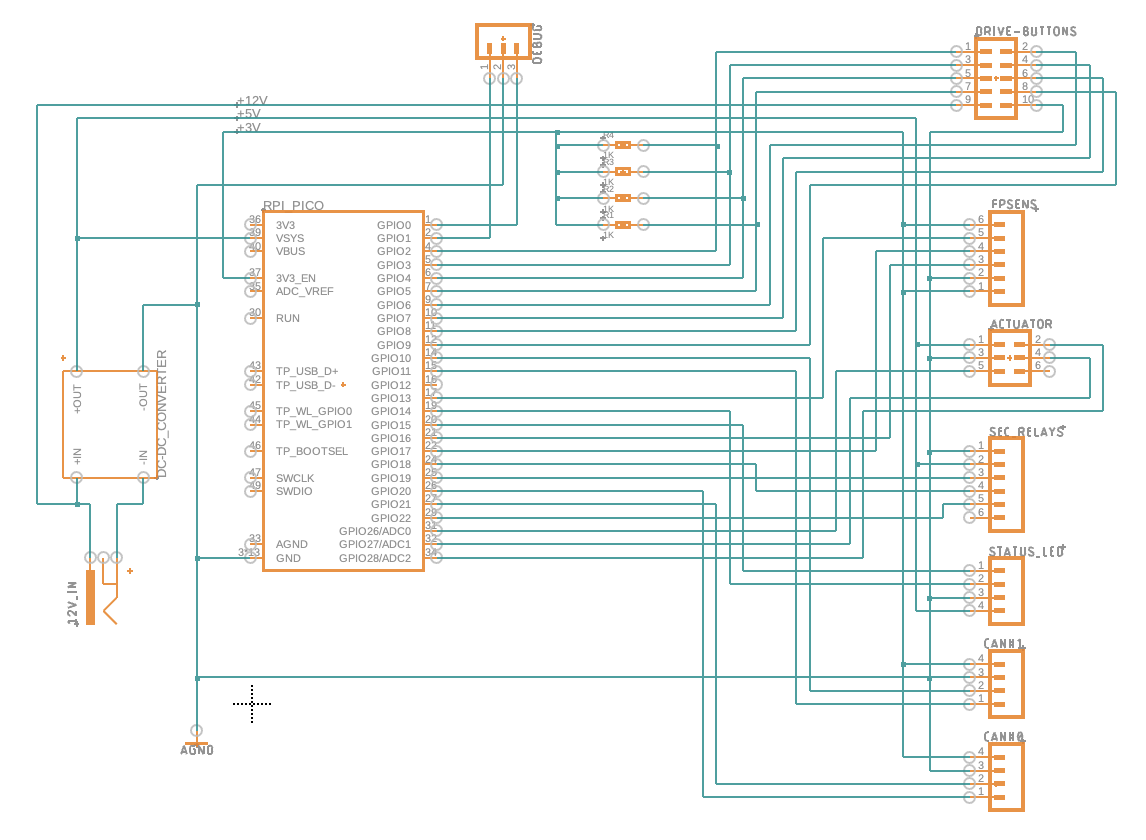 DEBUG
1 2 3
DRIVE-BUTTONS
1 2
3 4
5 6
7 8
9 10
+12V
+5V
+3V
R4
1K
R3
1K
R2
1K
R1
1K
RPI_PICO
36 3V3 GPIO0 1
39 VSYS GPIO1 2
40 VBUS GPIO2 4
GPIO3 5
37 3V3_EN GPIO4 6
35 ADC_VREF GPIO5 7
GPIO6 9
30 RUN GPIO7 10
GPIO8 11
GPIO9 12
GPIO10 14
43 TP_USB_D+ GPIO11 15
42 TP_USB_D- GPIO12 16
GPIO13 17
45 TP_WL_GPIO0 GPIO14 19
44 TP_WL_GPIO1 GPIO15 20
GPIO16 21
46 TP_BOOTSEL GPIO17 22
GPIO18 24
47 SWCLK GPIO19 25
49 SWDIO GPIO20 26
GPIO21 27
GPIO22 29
GPIO26/ADC0 31
33 AGND GPIO27/ADC1 32
GND GPIO28/ADC2 34
+OUT
-OUT
+IN
-IN
DC-DC_CONVERTER
12V_IN
AGND
FPSENS
6
5
4
3
2
1
ACTUATOR
1 2
3 4
5 6
SEC_RELAYS
1
2
3
4
5
6
STATUS_LED
1
2
3
4
CANH1
4
3
2
1
CANH0
4
3
2
1